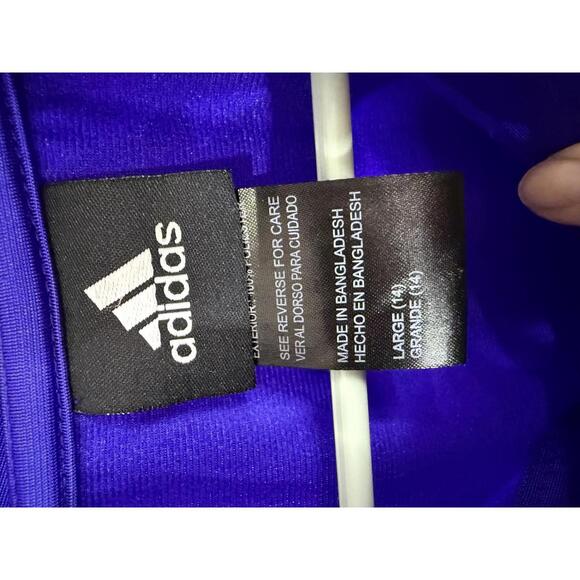 adidas
EXTERIOR: 100% POLIESTER
SEE REVERSE FOR CARE
VER AL DORSO PARA CUIDADO
MADE IN BANGLADESH
HECHO EN BANGLADESH
LARGE (14)
GRANDE (14)